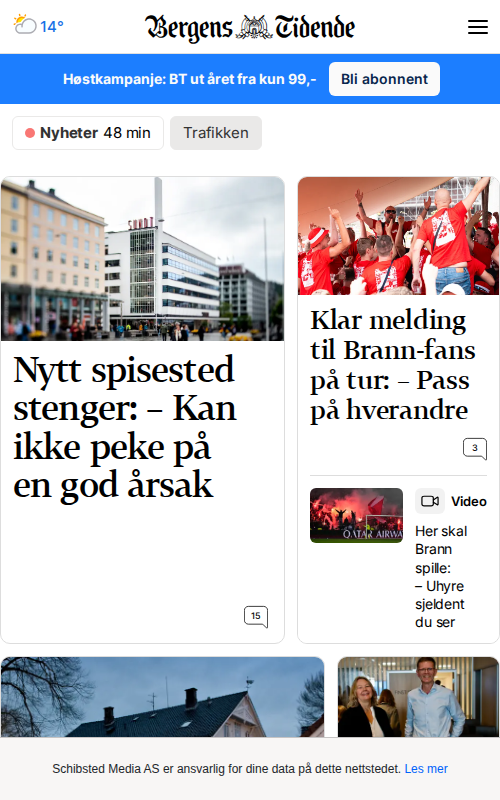 14°
Bergens Tidende
Høstkampanje: BT ut året fra kun 99,-
Bli abonnent
Nyheter 48 min
Trafikken
SUNDT
Nytt spisested
stenger: – Kan
ikke peke på
en god årsak
15
Klar melding
til Brann-fans
på tur: – Pass
på hverandre
3
QATAR AIRWA
Video
Her skal
Brann
spille:
– Uhyre
sjeldent
du ser
Schibsted Media AS er ansvarlig for dine data på dette nettstedet. Les mer